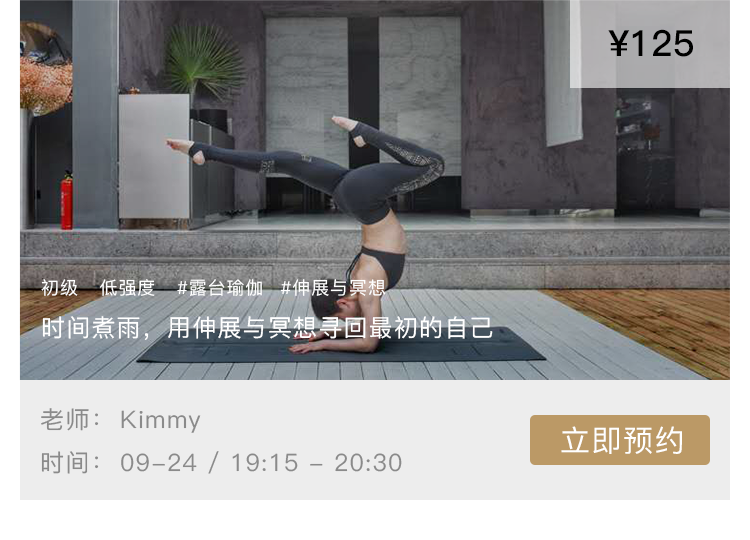 ¥125
初级 低强度 #露台瑜伽 #伸展与冥想
时间煮雨，用伸展与冥想寻回最初的自己
老师： Kimmy
立即预约
时间： 09-24 / 19:15 - 20:30